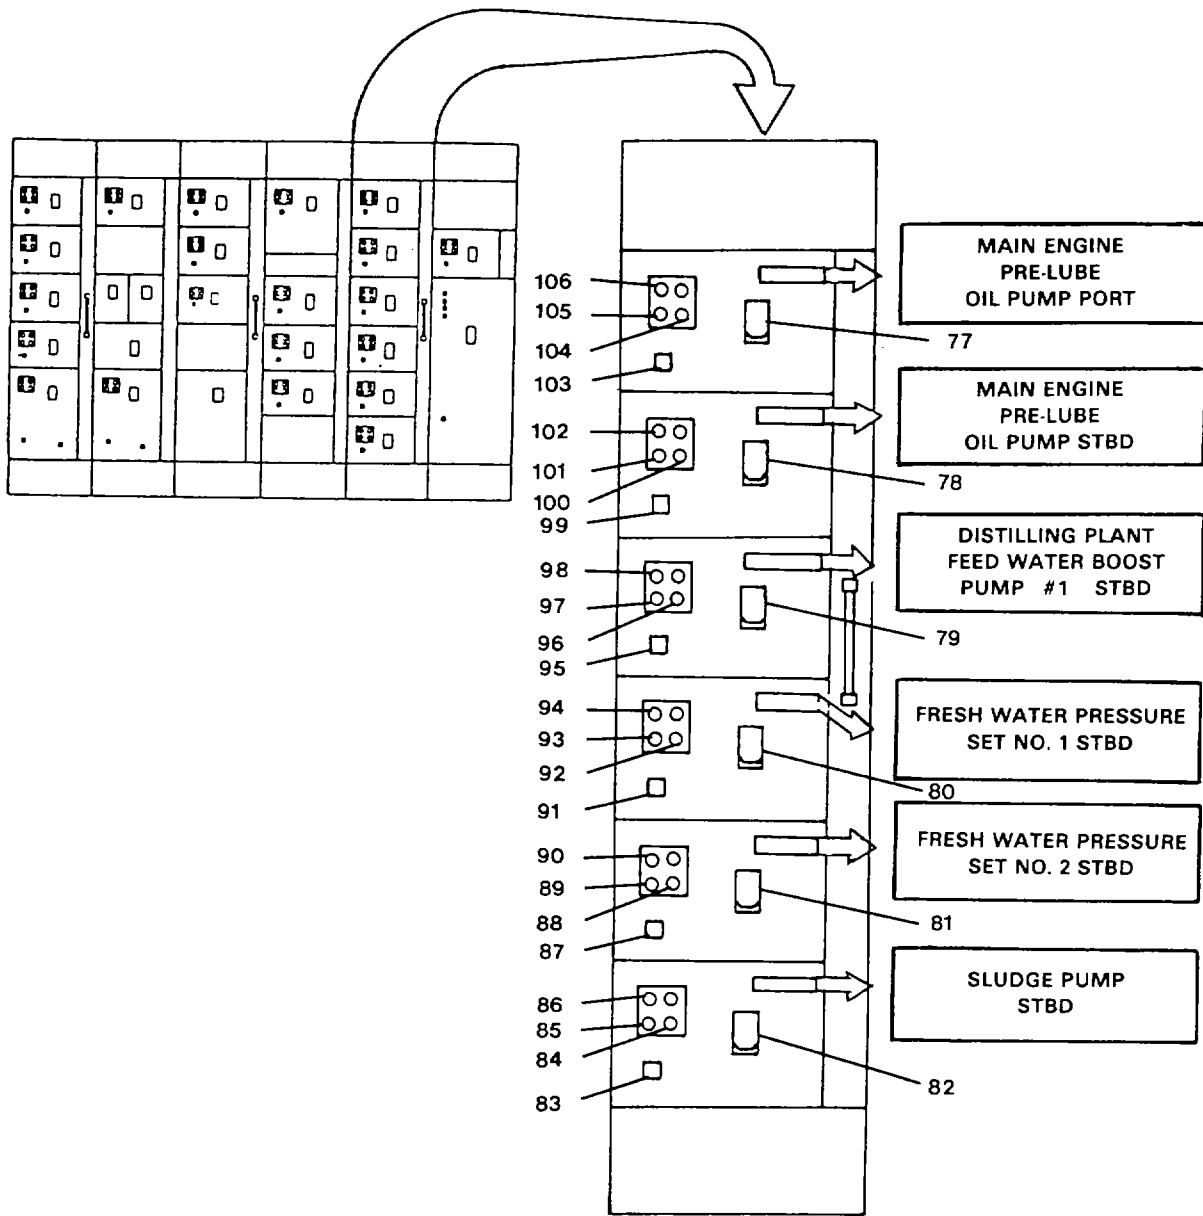 MAIN ENGINE
PRE-LUBE
OIL PUMP PORT
106
105
104
103
77
MAIN ENGINE
PRE-LUBE
OIL PUMP STBD
102
101
100
99
78
DISTILLING PLANT
FEED WATER BOOST
PUMP #1 STBD
98
97
96
95
79
FRESH WATER PRESSURE
SET NO. 1 STBD
94
93
92
91
80
FRESH WATER PRESSURE
SET NO. 2 STBD
90
89
88
87
81
SLUDGE PUMP
STBD
86
85
84
83
82